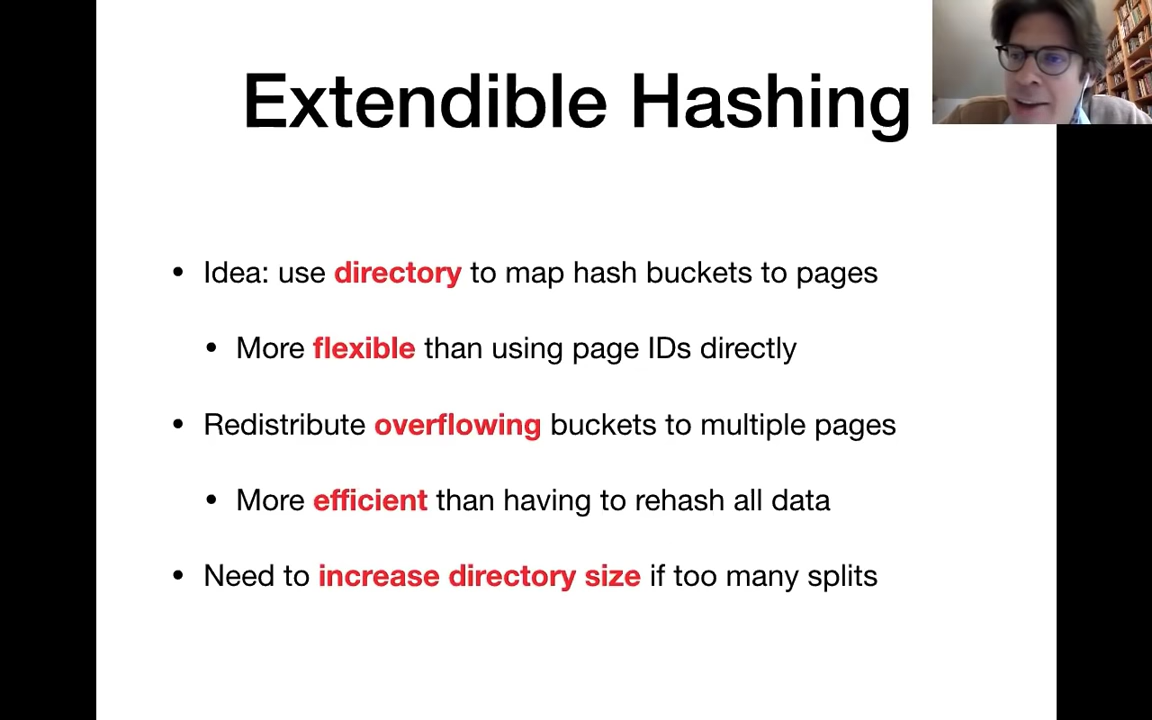 Extendible Hashing
• Idea: use directory to map hash buckets to pages
• More flexible than using page IDs directly
• Redistribute overflowing buckets to multiple pages
• More efficient than having to rehash all data
• Need to increase directory size if too many splits